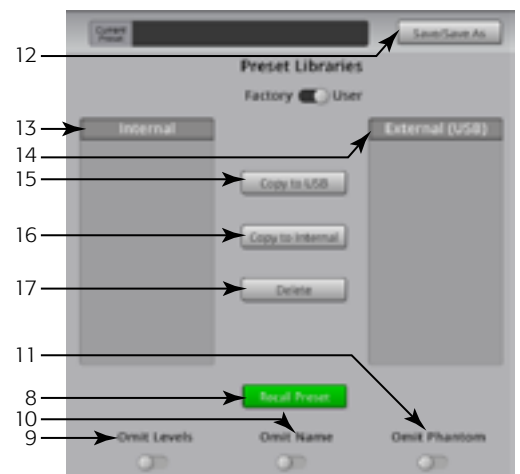 Current Preset
Save/Save As
12
Preset Libraries
Factory User
13
Internal
External (USB)
14
15
Copy to USB
16
Copy to Internal
17
Delete
11
8
Recall Preset
10
9
Omit Levels
Omit Name
Omit Phantom